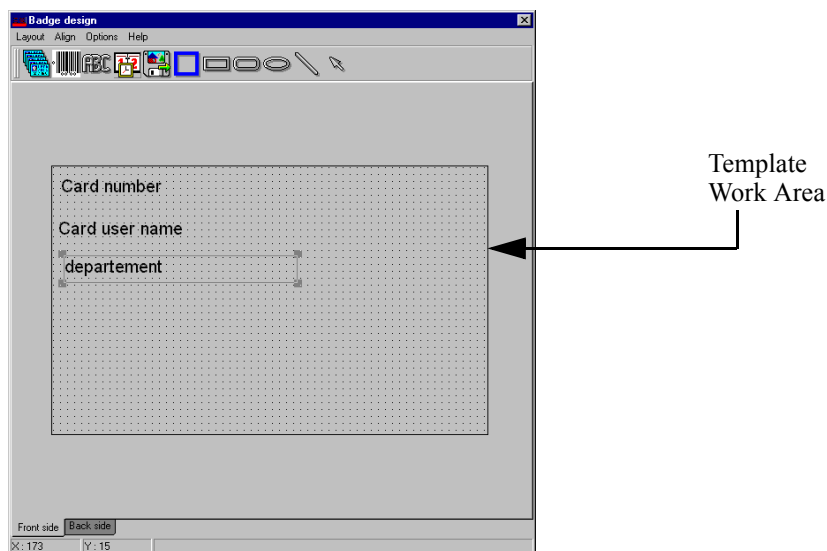 Badge design
Layout Align Options Help
ABC
Card number
Card user name
departement
Front side Back side
X: 173 Y: 15
Template
Work Area